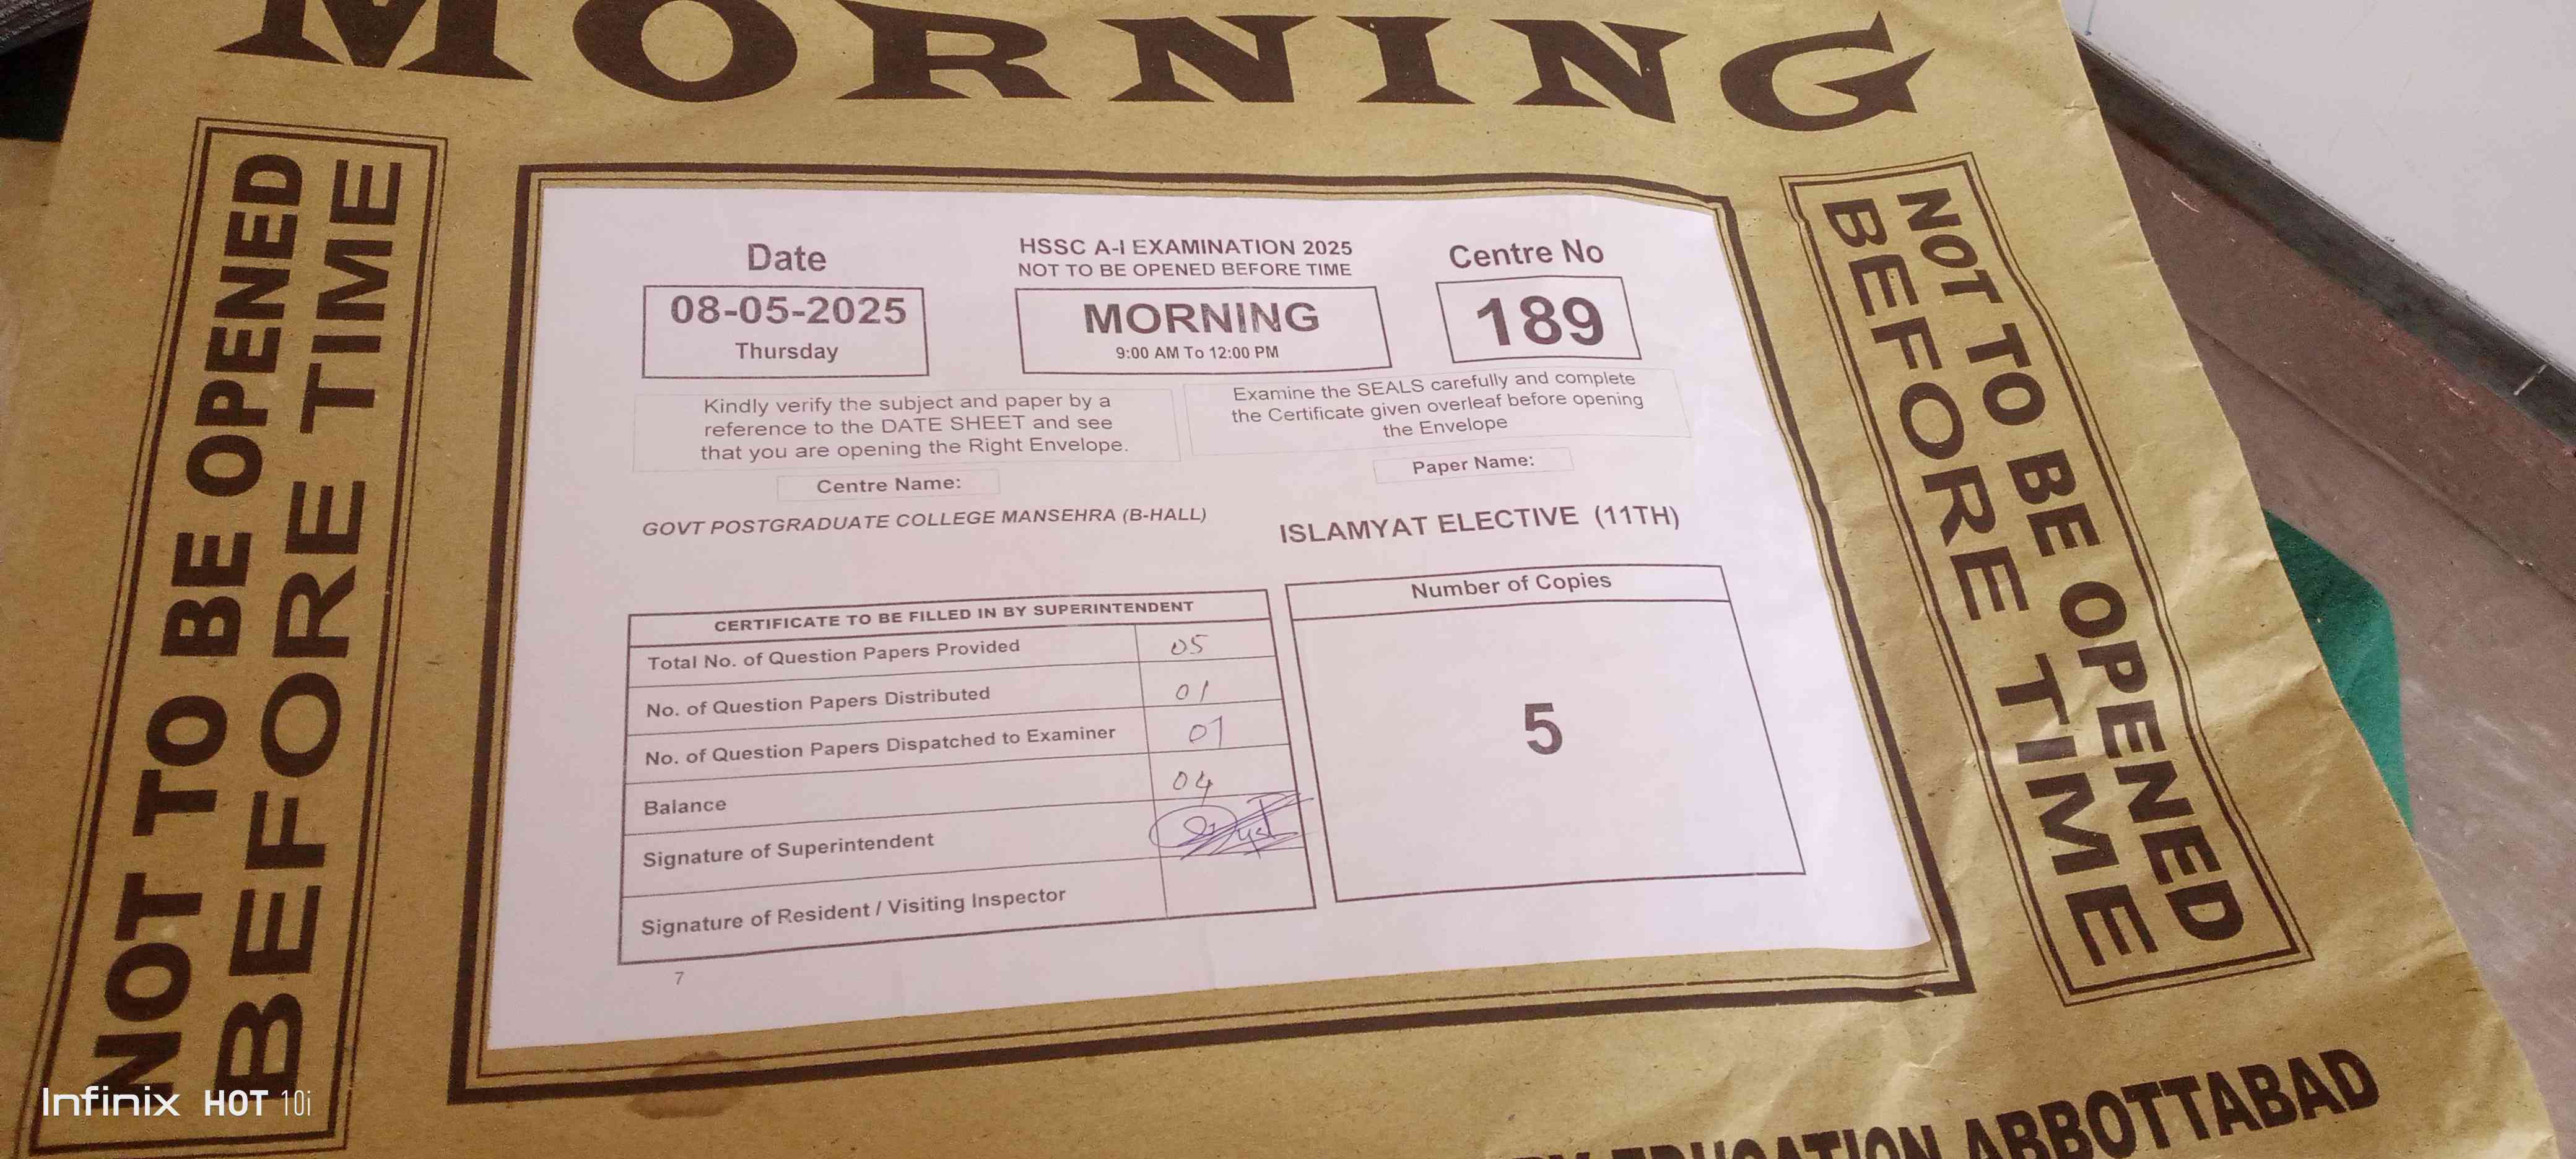 MORNING
NOT TO BE OPENED
BEFORE TIME
Date
08-05-2025
Thursday
HSSC A-I EXAMINATION 2025
NOT TO BE OPENED BEFORE TIME
MORNING
9:00 AM To 12:00 PM
Centre No
189
Kindly verify the subject and paper by a
reference to the DATE SHEET and see
that you are opening the Right Envelope.
Examine the SEALS carefully and complete
the Certificate given overleaf before opening
the Envelope
Centre Name:
GOVT POSTGRADUATE COLLEGE MANSEHRA (B-HALL)
Paper Name:
ISLAMYAT ELECTIVE (11TH)
CERTIFICATE TO BE FILLED IN BY SUPERINTENDENT
Total No. of Question Papers Provided 05
No. of Question Papers Distributed 01
No. of Question Papers Dispatched to Examiner 01
Balance 04
Signature of Superintendent
Signature of Resident / Visiting Inspector
Number of Copies
5
7
NOT TO BE OPENED
BEFORE TIME
EDUCATION ABBOTTABAD
Infinix HOT 10i